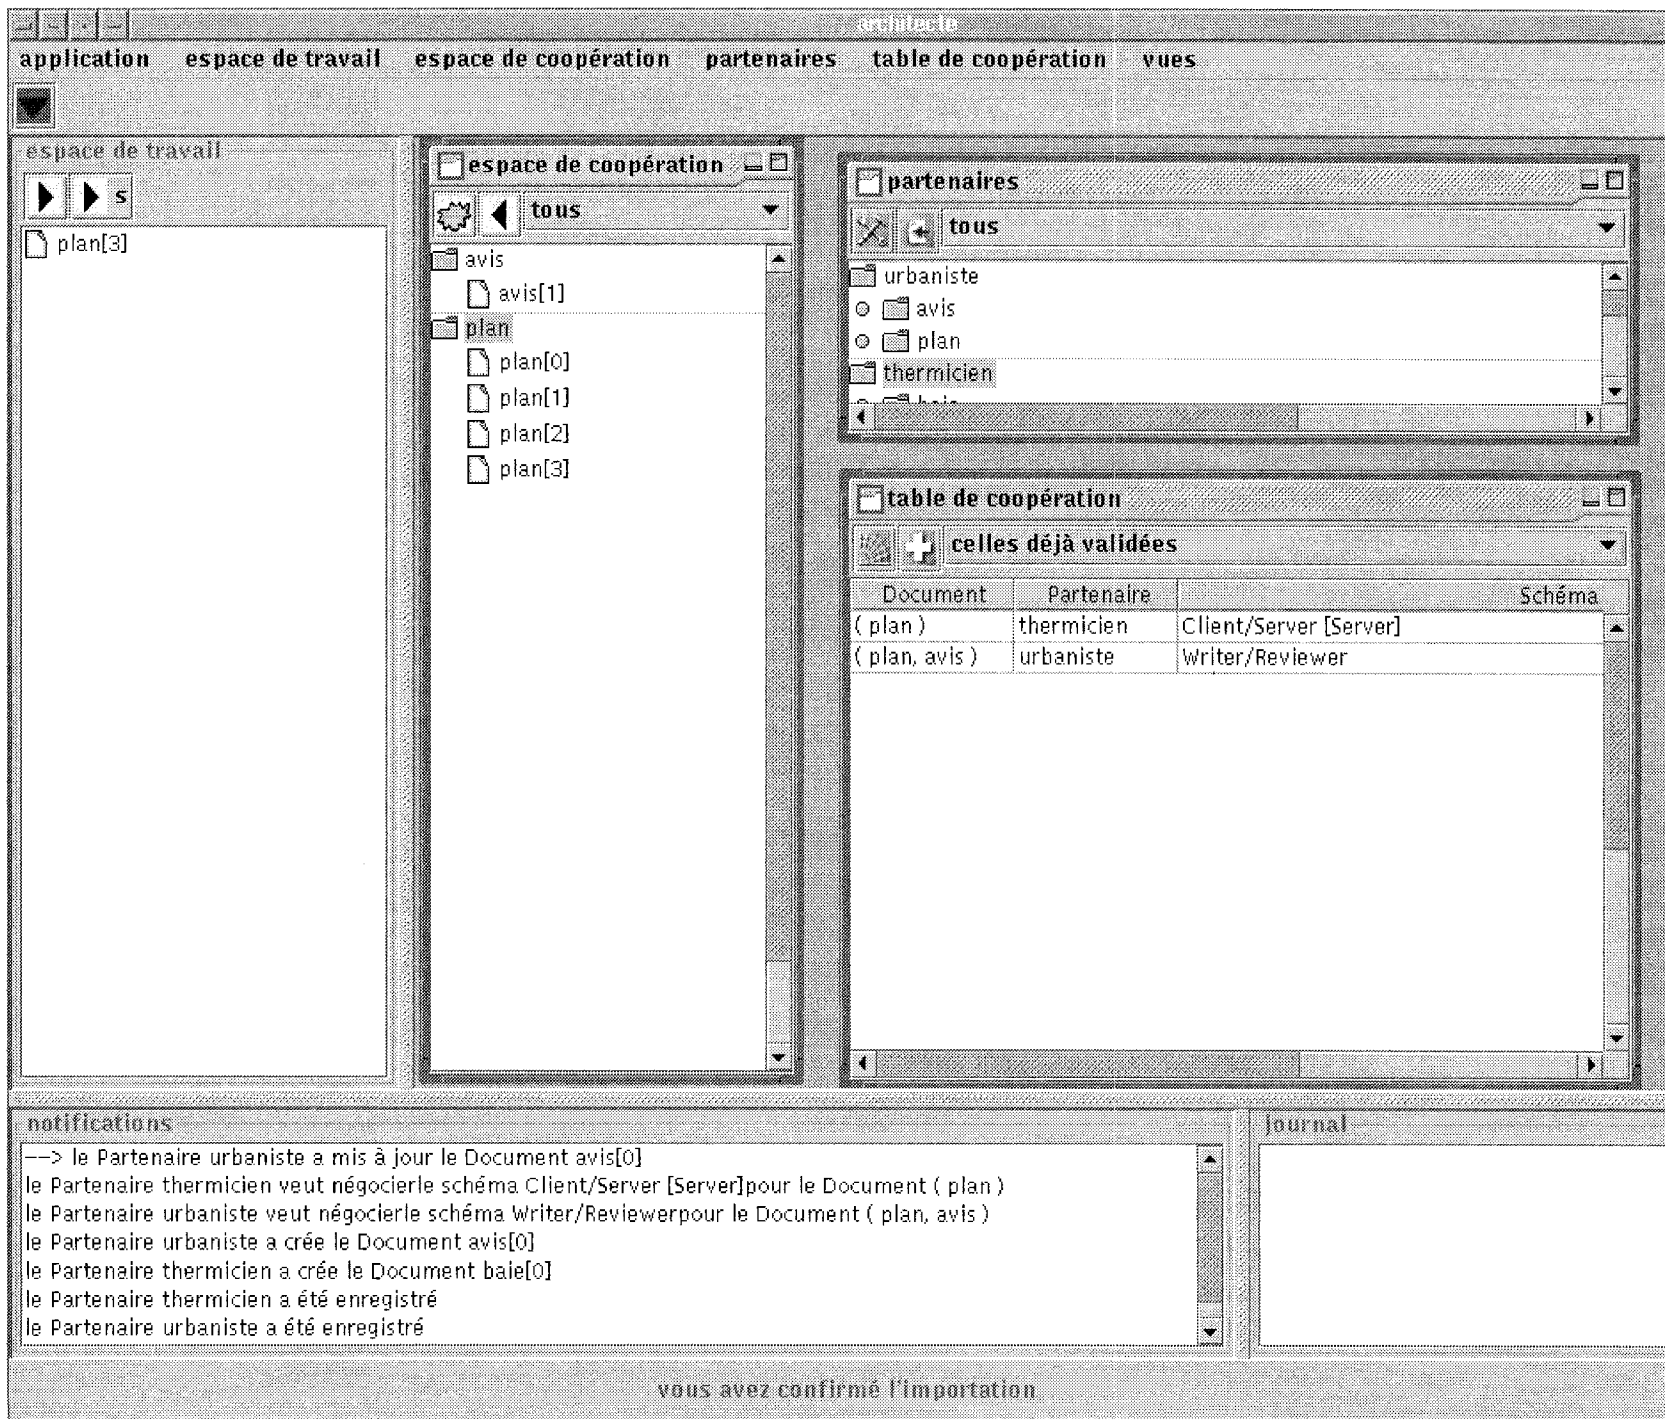 architecte
application espace de travail espace de coopération partenaires table de coopération vues
espace de travail
s
plan[3]
espace de coopération
tous
avis
avis[1]
plan
plan[0]
plan[1]
plan[2]
plan[3]
partenaires
tous
urbaniste
avis
plan
thermicien
table de coopération
celles déjà validées
Document Partenaire Schéma
( plan ) thermicien Client/Server [Server]
( plan, avis ) urbaniste Writer/Reviewer
notifications
--> le Partenaire urbaniste a mis à jour le Document avis[0]
le Partenaire thermicien veut négocierle schéma Client/Server [Server]pour le Document ( plan )
le Partenaire urbaniste veut négocierle schéma Writer/Reviewerpour le Document ( plan, avis )
le Partenaire urbaniste a crée le Document avis[0]
le Partenaire thermicien a crée le Document baie[0]
le Partenaire thermicien a été enregistré
le Partenaire urbaniste a été enregistré
journal
vous avez confirmé l'importation